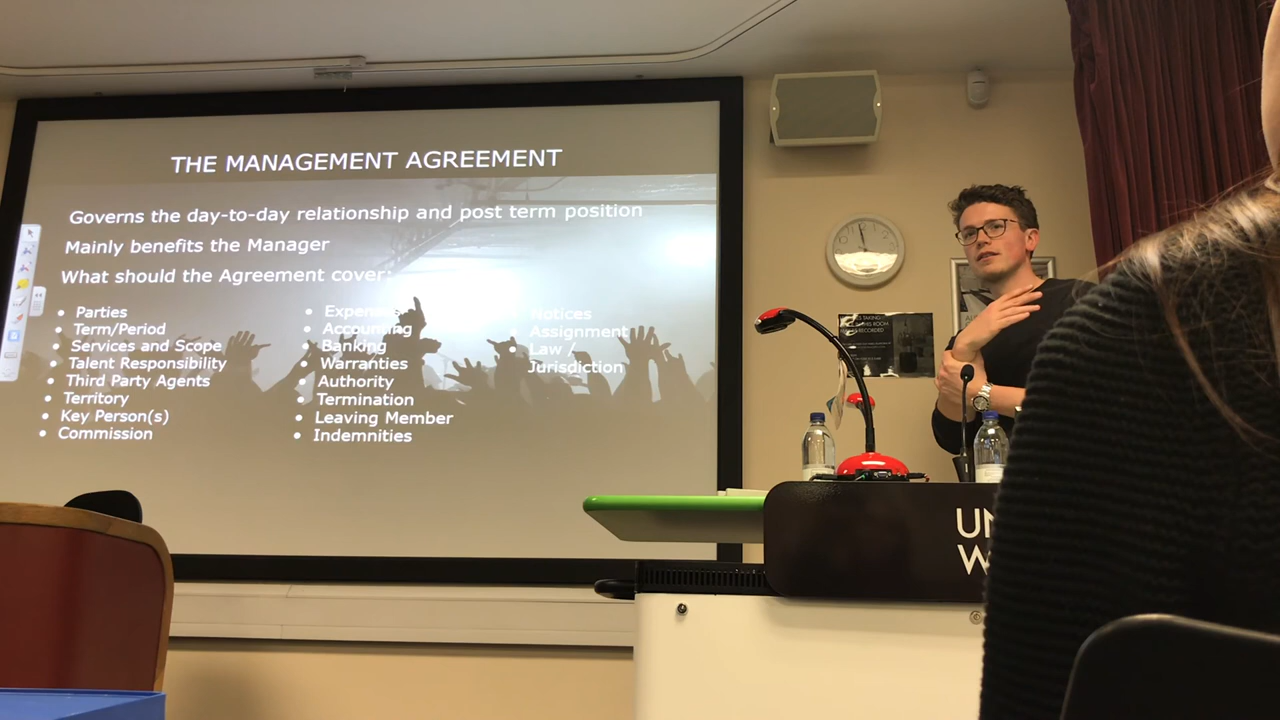 THE MANAGEMENT AGREEMENT
Governs the day-to-day relationship and post term position
Mainly benefits the Manager
What should the Agreement cover:
• Parties
• Term/Period
• Services and Scope
• Talent Responsibility
• Third Party Agents
• Territory
• Key Person(s)
• Commission
• Expenses
• Accounting
• Banking
• Warranties
• Authority
• Termination
• Leaving Member
• Indemnities
• Notices
• Assignment
• Law /
Jurisdiction
UN
W